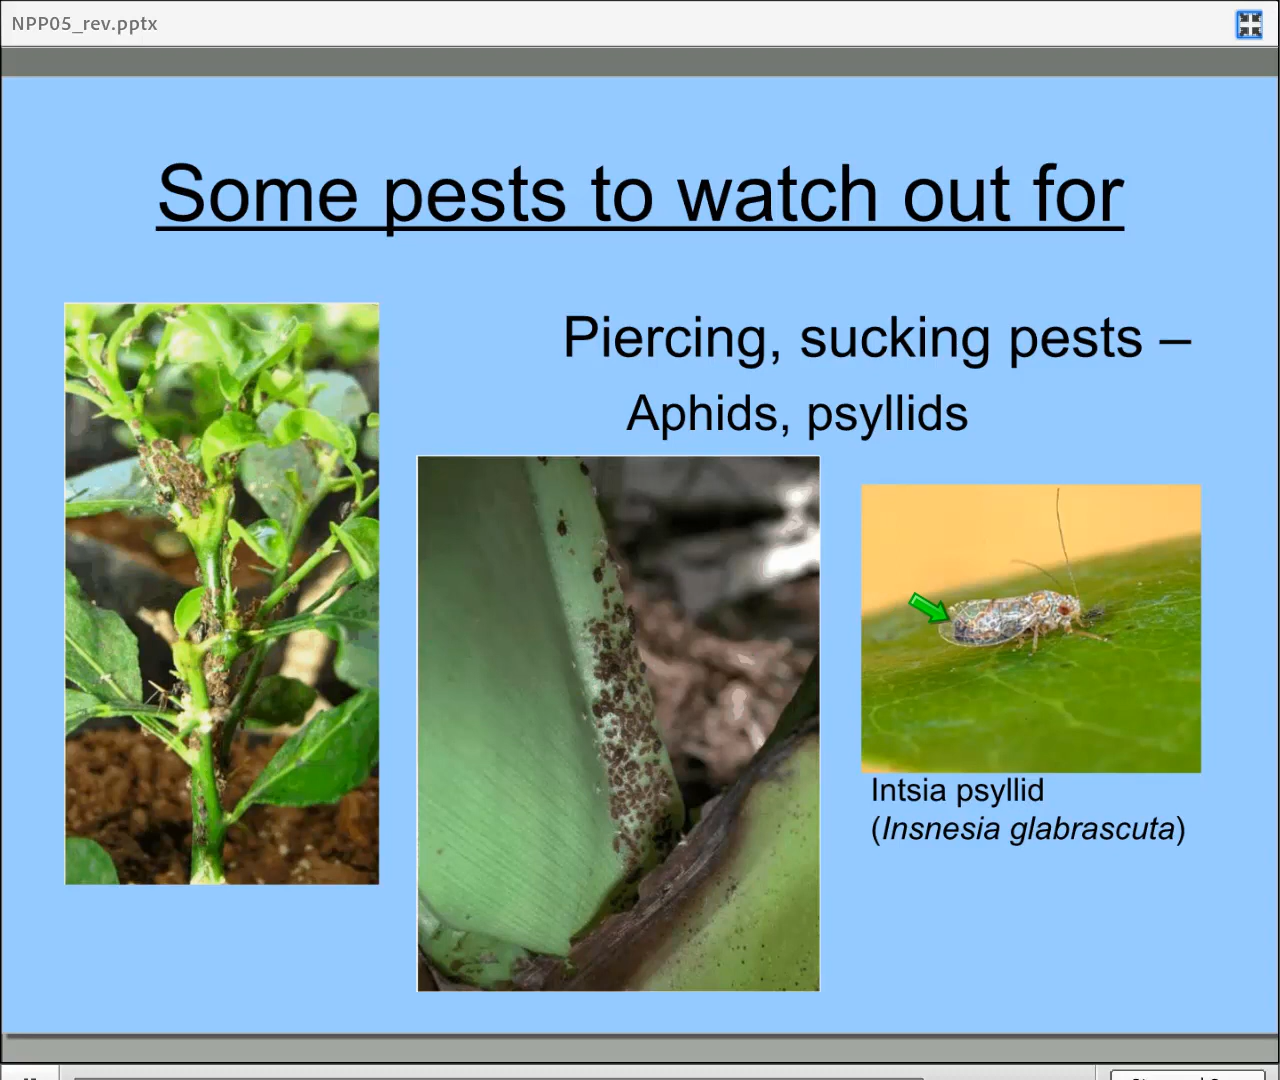 NPP05_rev.pptx
Some pests to watch out for
Piercing, sucking pests –
Aphids, psyllids
Intsia psyllid
(Insnesia glabrascuta)